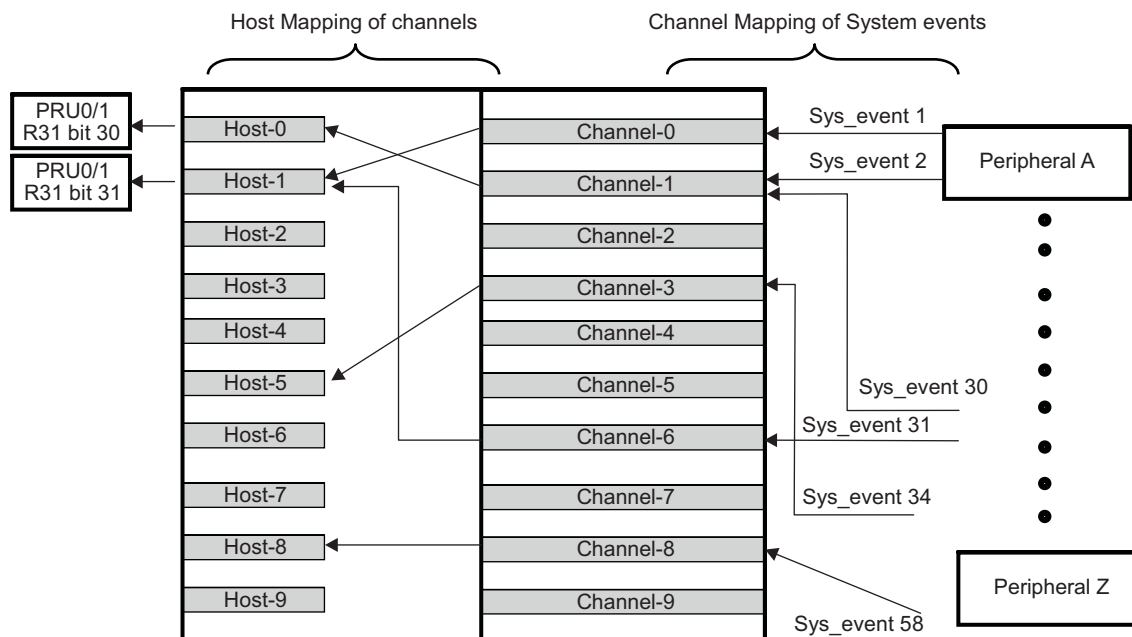 Host Mapping of channels
Channel Mapping of System events
PRU0/1
R31 bit 30
PRU0/1
R31 bit 31
Host-0
Host-1
Host-2
Host-3
Host-4
Host-5
Host-6
Host-7
Host-8
Host-9
Channel-0
Channel-1
Channel-2
Channel-3
Channel-4
Channel-5
Channel-6
Channel-7
Channel-8
Channel-9
Sys_event 1
Sys_event 2
Sys_event 30
Sys_event 31
Sys_event 34
Sys_event 58
Peripheral A
Peripheral Z